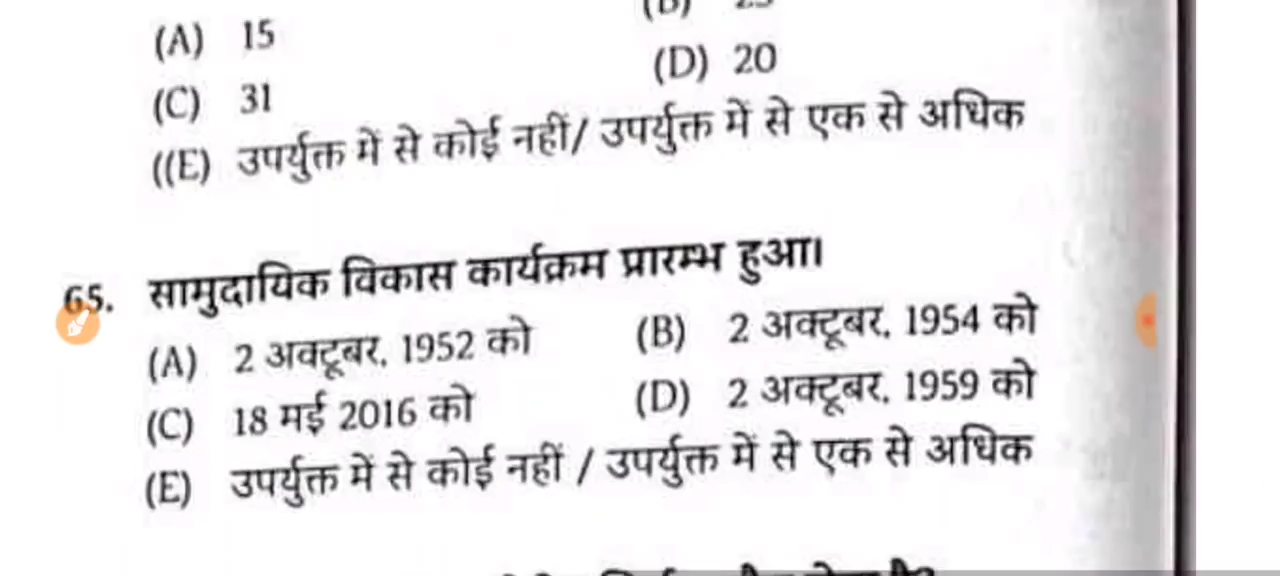 (A) 15
(C) 31
(D) 20
((E) उपर्युक्त में से कोई नहीं/ उपर्युक्त में से एक से अधिक
65. सामुदायिक विकास कार्यक्रम प्रारम्भ हुआ।
(A) 2 अक्टूबर, 1952 को (B) 2 अक्टूबर, 1954 को
(C) 18 मई 2016 को (D) 2 अक्टूबर, 1959 को
(E) उपर्युक्त में से कोई नहीं / उपर्युक्त में से एक से अधिक